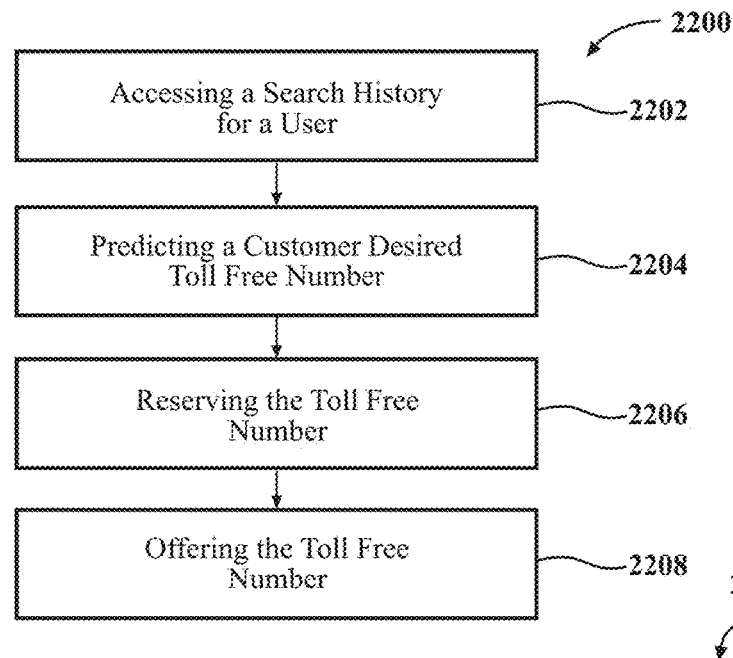 2200
Accessing a Search History
for a User
2202
Predicting a Customer Desired
Toll Free Number
2204
Reserving the Toll Free
Number
2206
Offering the Toll Free
Number
2208